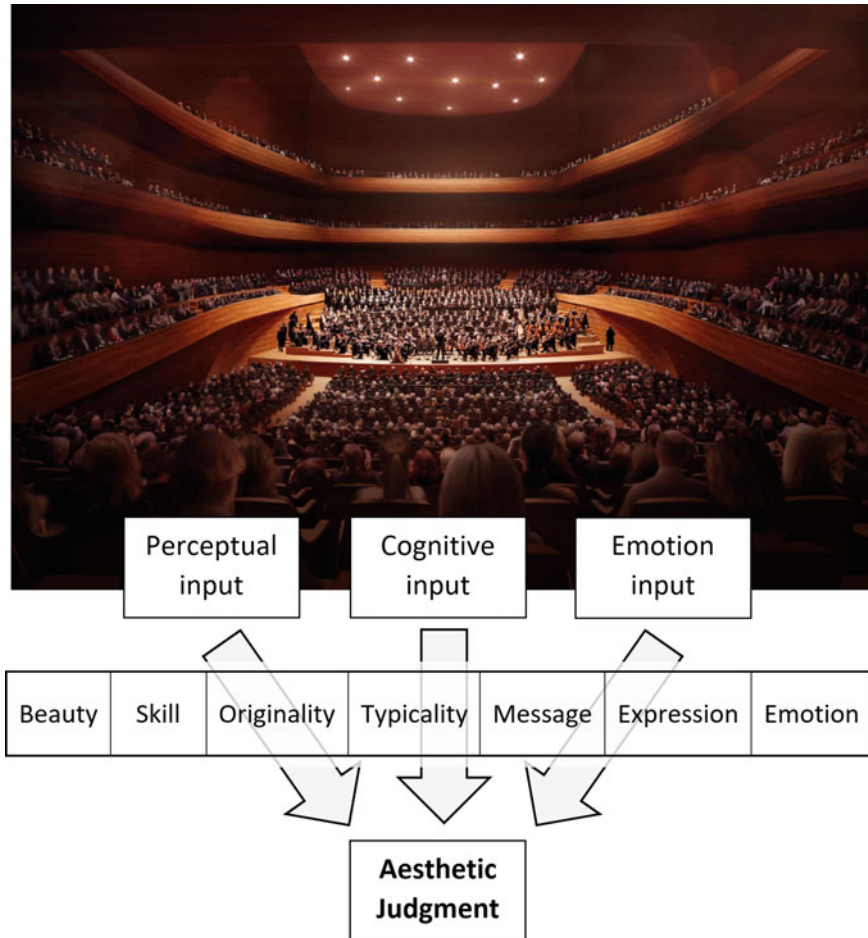 Perceptual
input
Cognitive
input
Emotion
input
Beauty Skill Originality Typicality Message Expression Emotion
Aesthetic
Judgment